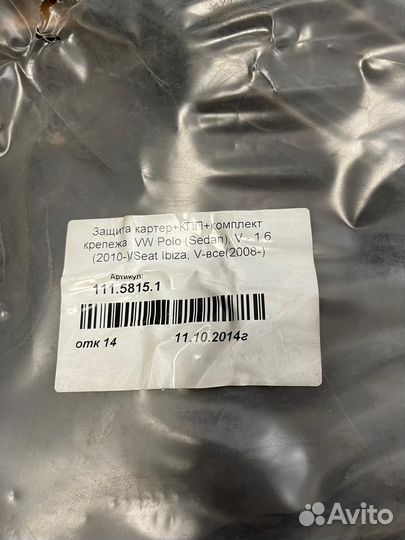 Защита картер+КПП+комплект
крепежа VW Polo (Sedan), V - 1.6
(2010-)/Seat Ibiza, V-все(2008-)
Артикул:
111.5815.1
отк 14 11.10.2014г
Avito